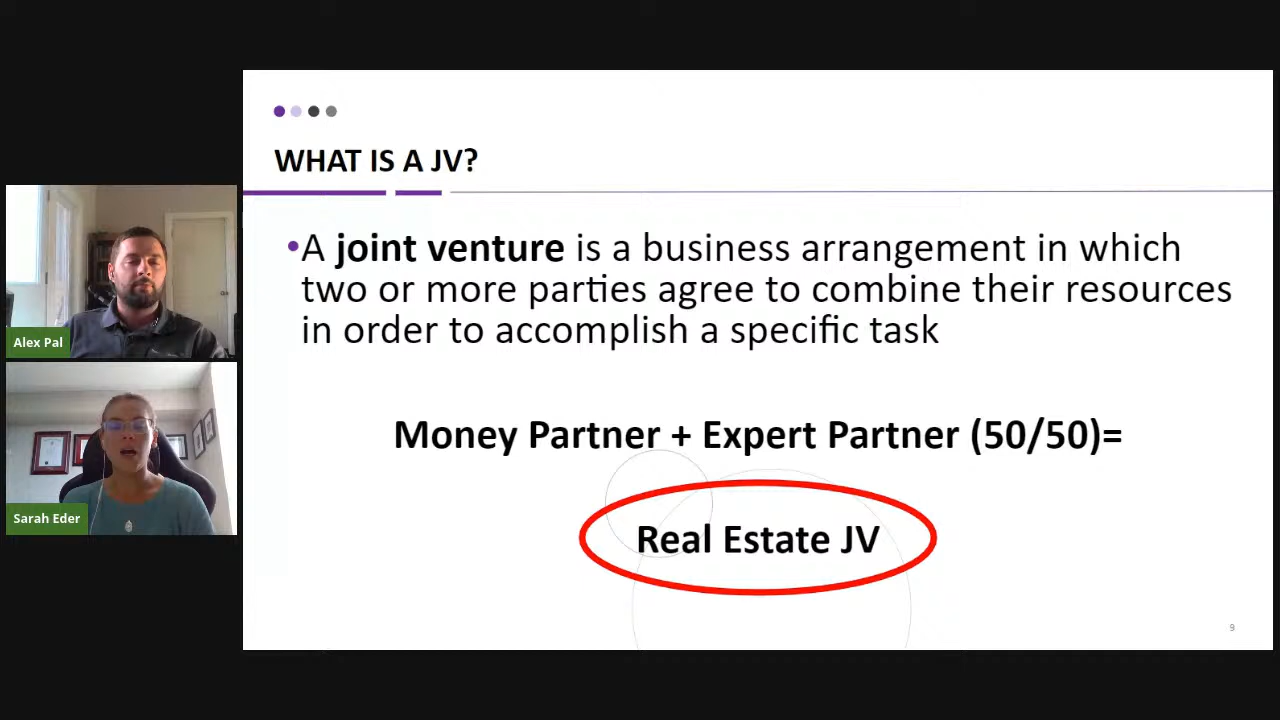 WHAT IS A JV?
•A joint venture is a business arrangement in which
two or more parties agree to combine their resources
in order to accomplish a specific task
Money Partner + Expert Partner (50/50)=
Real Estate JV
9
Alex Pal
Sarah Eder